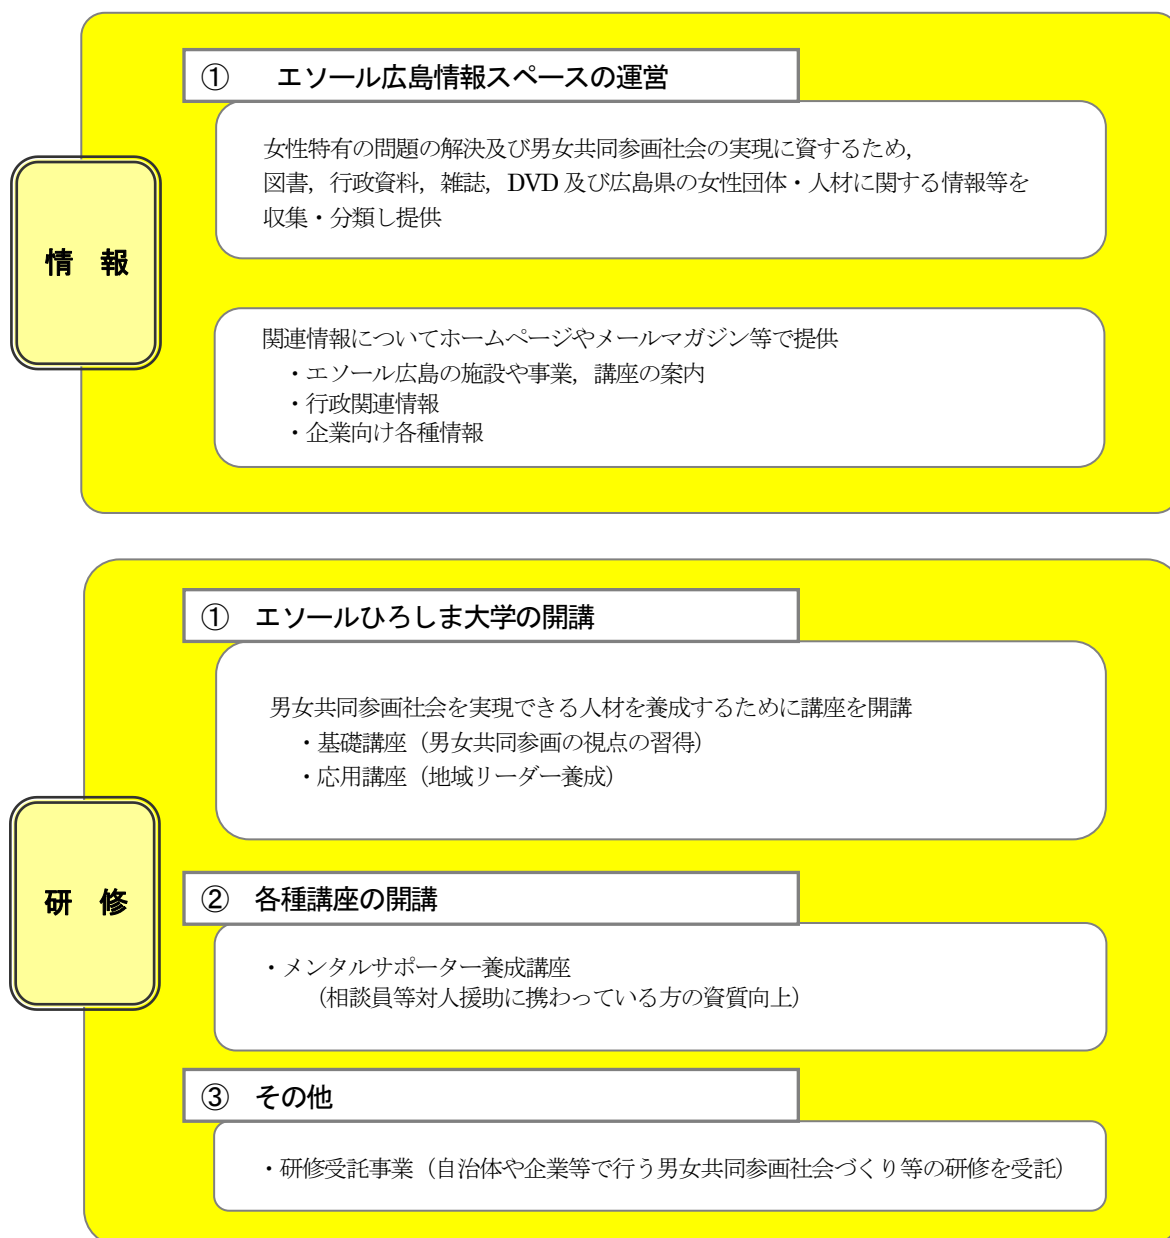 ① エソール広島情報スペースの運営
女性特有の問題の解決及び男女共同参画社会の実現に資するため，
図書，行政資料，雑誌，DVD 及び広島県の女性団体・人材に関する情報等を
収集・分類し提供
情 報
関連情報についてホームページやメールマガジン等で提供
・エソール広島の施設や事業，講座の案内
・行政関連情報
・企業向け各種情報
① エソールひろしま大学の開講
男女共同参画社会を実現できる人材を養成するために講座を開講
・基礎講座（男女共同参画の視点の習得）
・応用講座（地域リーダー養成）
研 修
② 各種講座の開講
・メンタルサポーター養成講座
（相談員等対人援助に携わっている方の資質向上）
③ その他
・研修受託事業（自治体や企業等で行う男女共同参画社会づくり等の研修を受託）